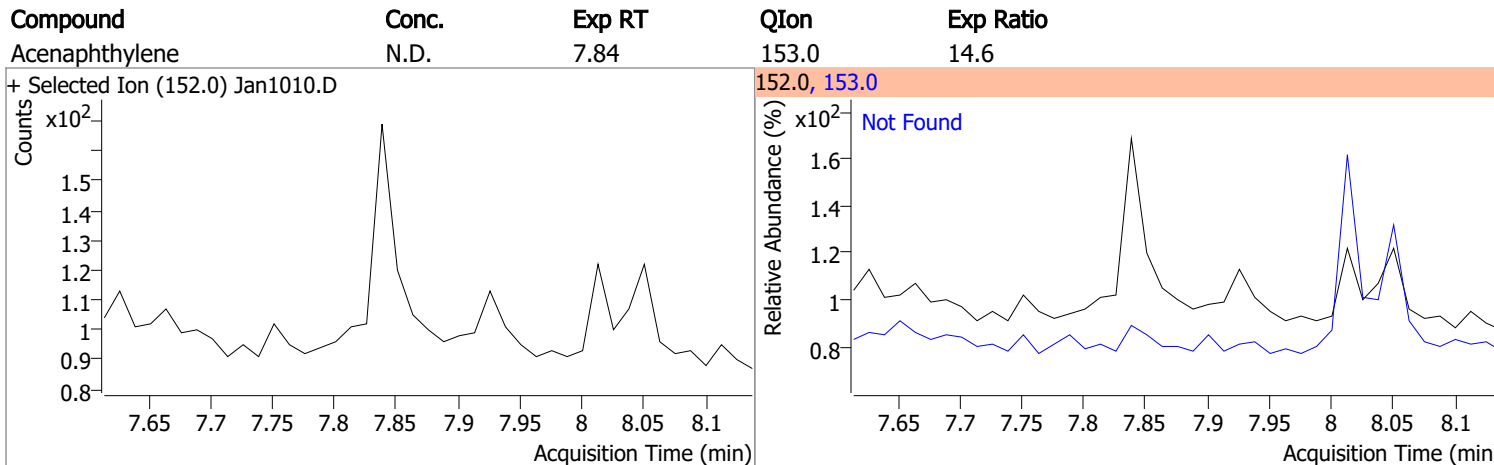 Compound Conc. Exp RT QIon Exp Ratio
Acenaphthylene N.D. 7.84 153.0 14.6
+ Selected Ion (152.0) Jan1010.D
Counts
x10²
1.5
1.4
1.3
1.2
1.1
1
0.9
0.8
7.65 7.7 7.75 7.8 7.85 7.9 7.95 8 8.05 8.1
Acquisition Time (min)
152.0, 153.0
Relative Abundance (%)
x10²
Not Found
1.6
1.4
1.2
1
0.8
7.65 7.7 7.75 7.8 7.85 7.9 7.95 8 8.05 8.1
Acquisition Time (min